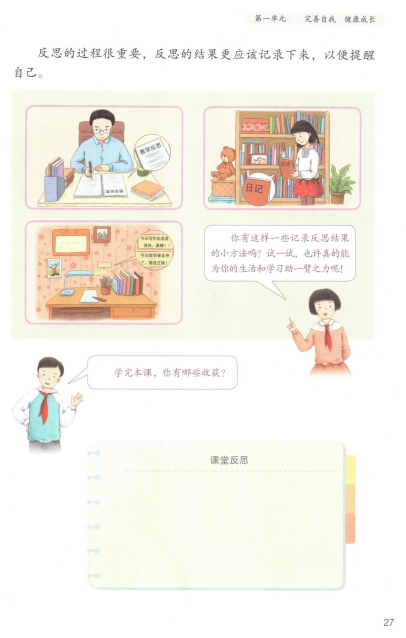 第一单元 完善自我 健康成长
反思的过程很重要，反思的结果更应该记录下来，以便提醒
自己。
教学反思
日记
日记
你有这样一些记录反思结果
的小方法吗？试一试，也许真的能
为你的生活和学习助一臂之力呢！
学完本课，你有哪些收获？
课堂反思
27